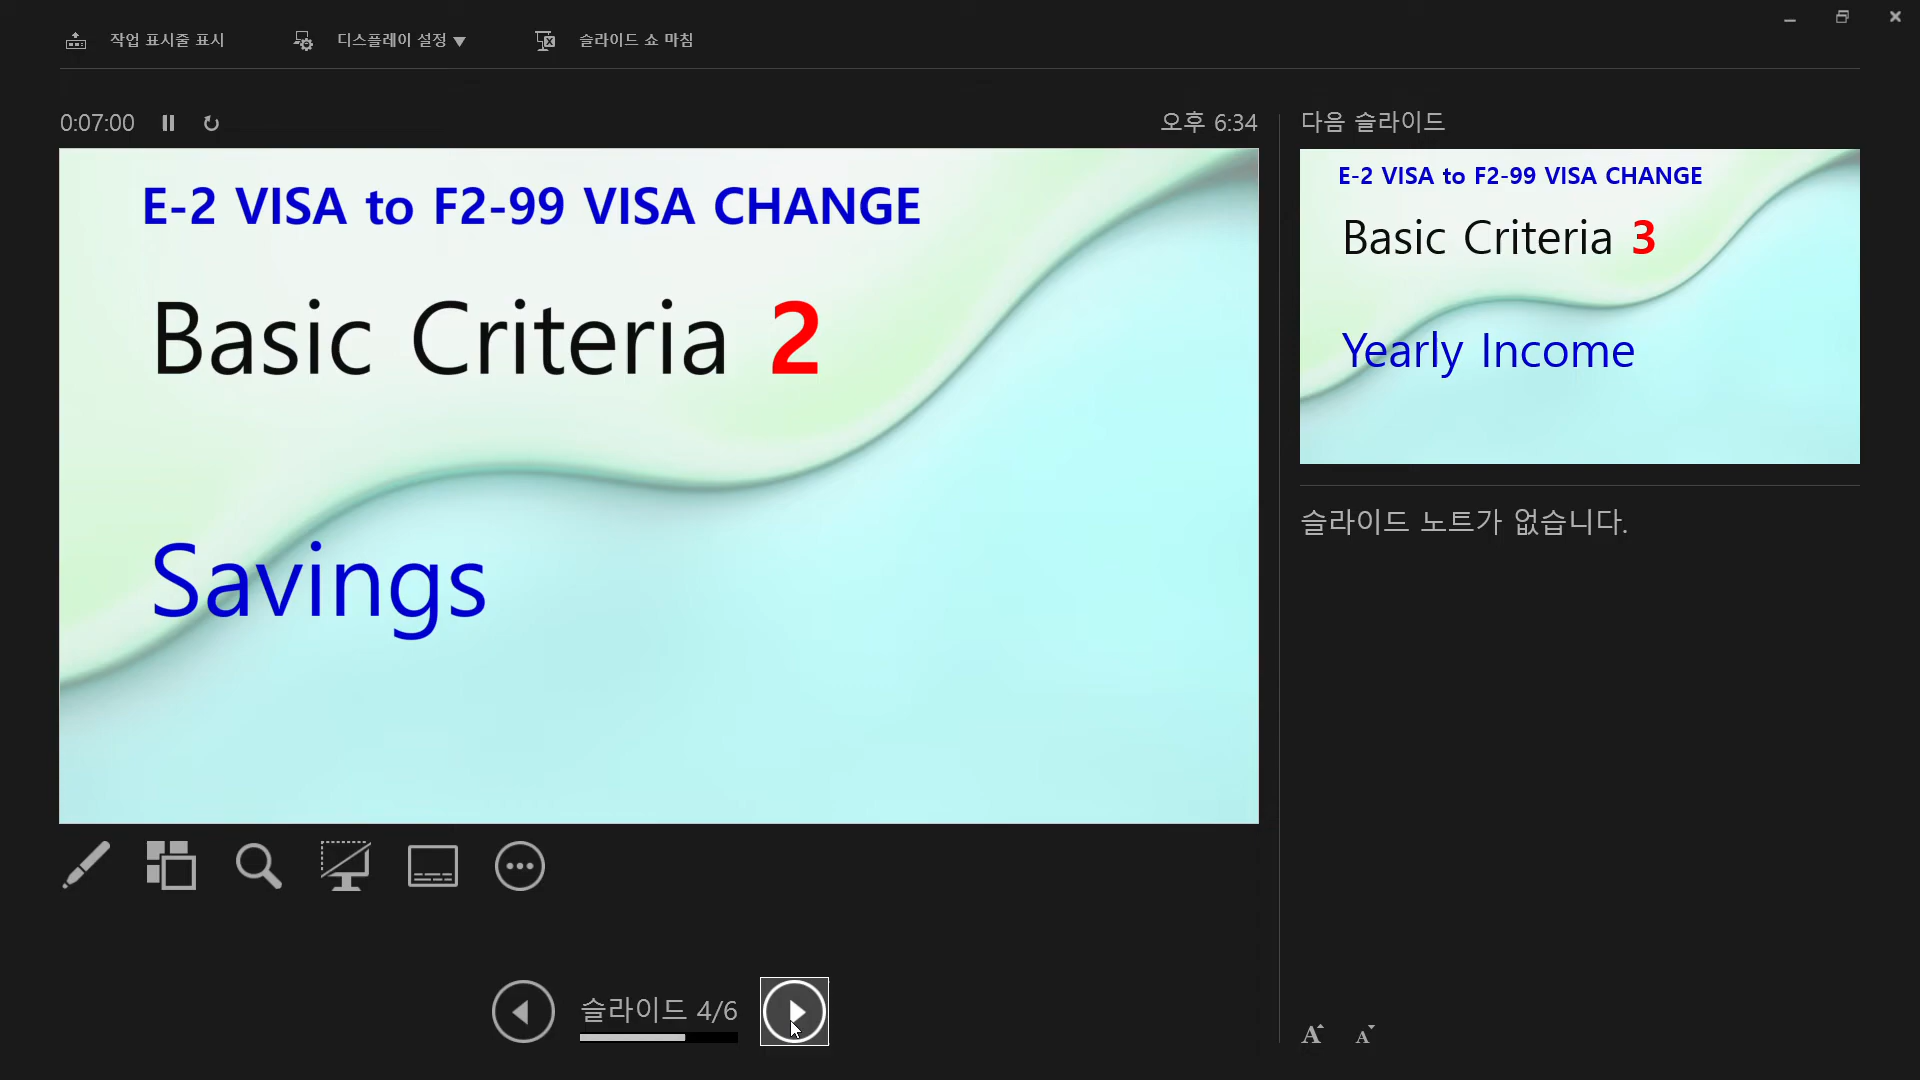 작업 표시줄 표시
디스플레이 설정 ▼
슬라이드 쇼 마침
0:07:00
오후 6:34
E-2 VISA to F2-99 VISA CHANGE
Basic Criteria 2
Savings
다음 슬라이드
E-2 VISA to F2-99 VISA CHANGE
Basic Criteria 3
Yearly Income
슬라이드 노트가 없습니다.
슬라이드 4/6
A A